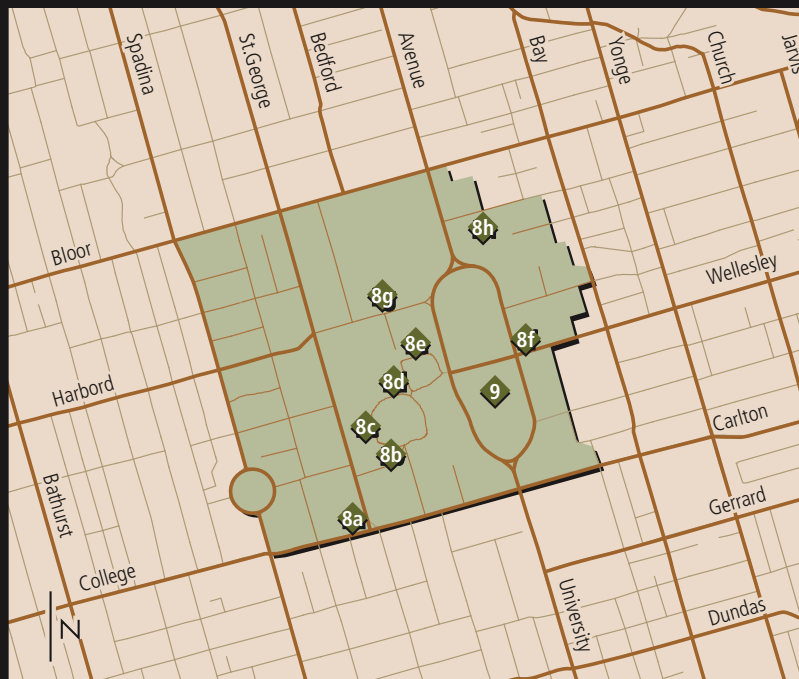 Spadina
St.George
Bedford
Avenue
Bay
Yonge
Church
Jarvis
Bloor
8h
Wellesley
8g
8e
8f
Harbord
8d
9
8c
Carlton
8b
Bathurst
8a
Gerrard
College
University
Dundas
N